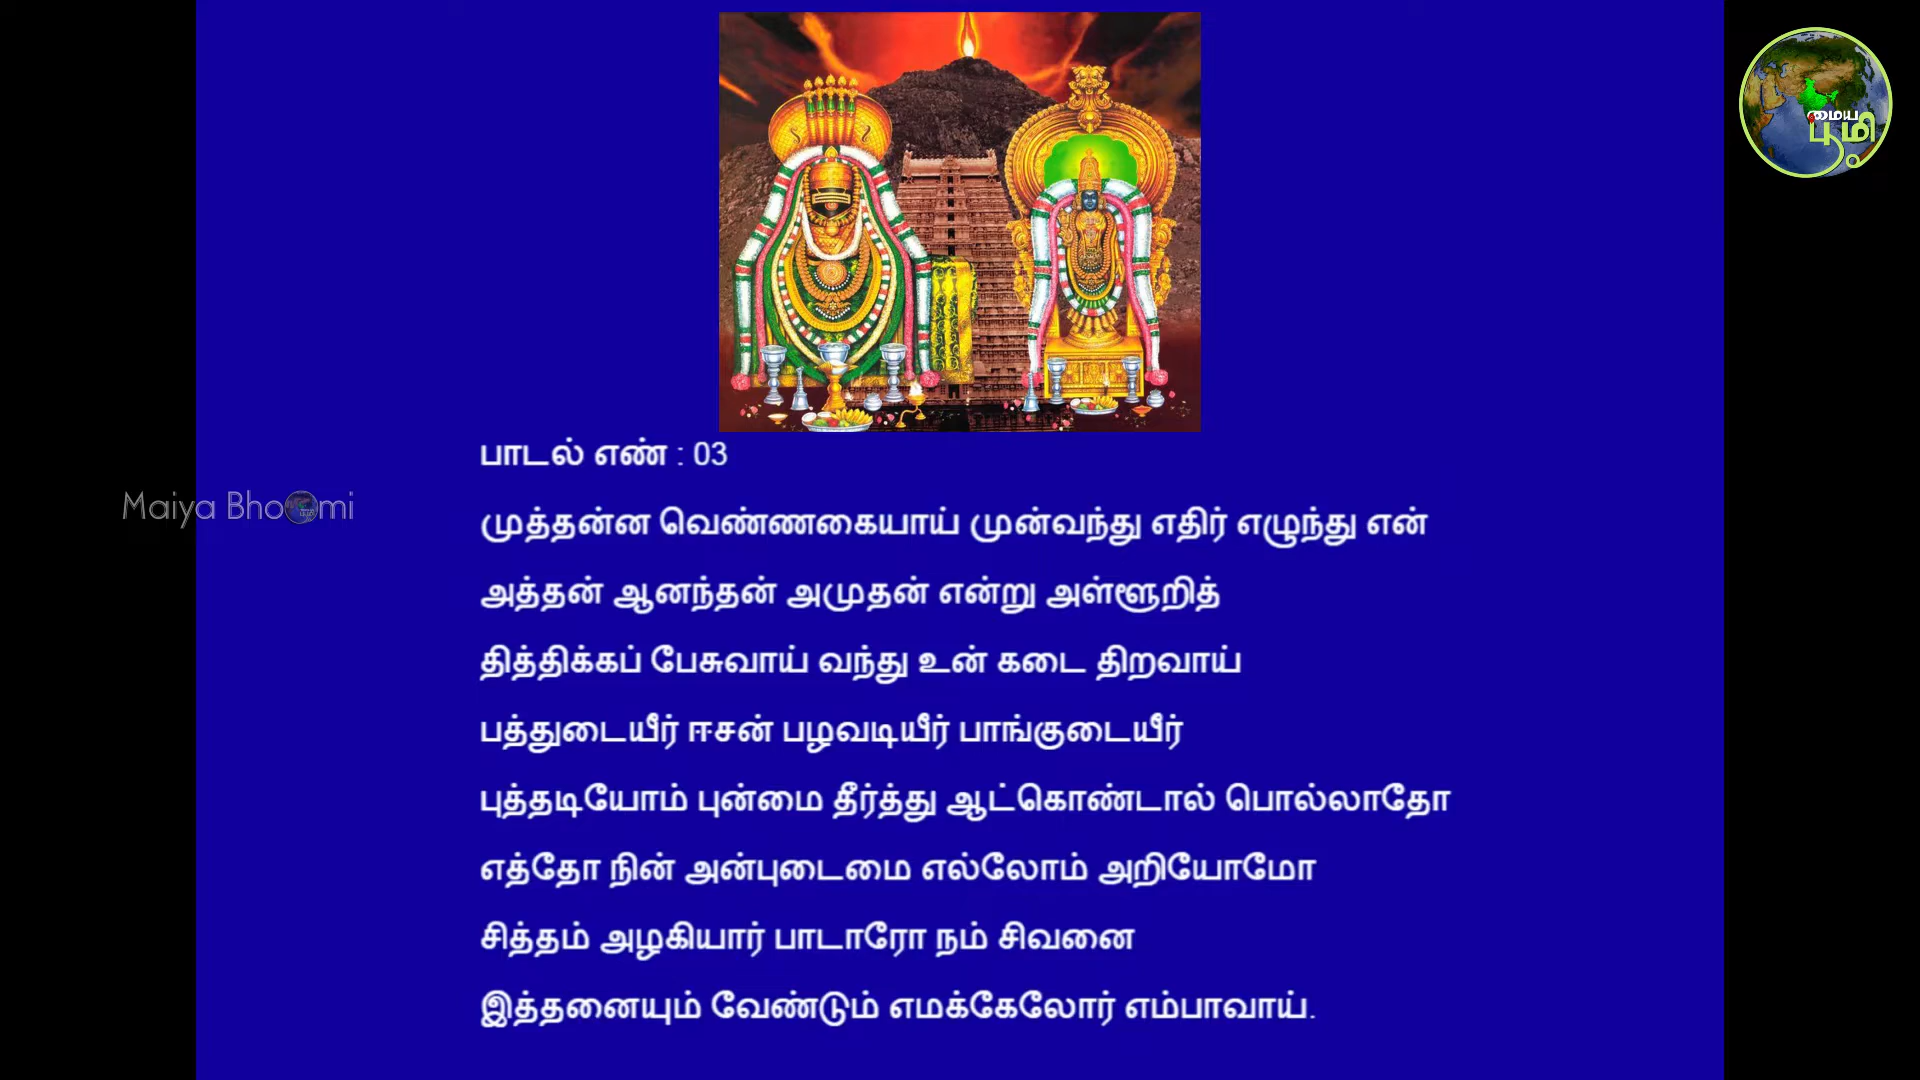 மைய
பூமி
பாடல் எண் : 03
Maiya Bhoomi
முத்தன்ன வெண்ணகையாய் முன்வந்து எதிர் எழுந்து என்
அத்தன் ஆனந்தன் அமுதன் என்று அள்ளூறித்
தித்திக்கப் பேசுவாய் வந்து உன் கடை திறவாய்
பத்துடையீர் ஈசன் பழவடியீர் பாங்குடையீர்
புத்தடியோம் புன்மை தீர்த்து ஆட்கொண்டால் பொல்லாதோ
எத்தோ நின் அன்புடைமை எல்லோம் அறியோமோ
சித்தம் அழகியார் பாடாரோ நம் சிவனை
இத்தனையும் வேண்டும் எமக்கேலோர் எம்பாவாய்.